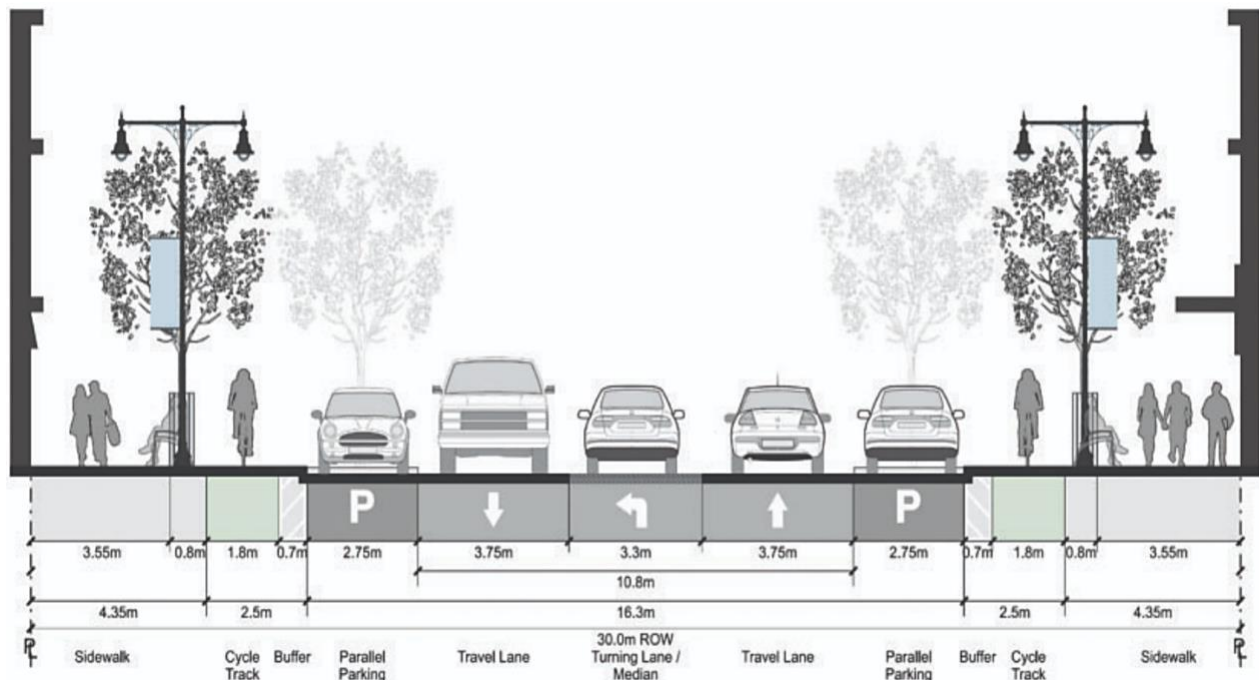 P
P
3.55m 0.8m 1.8m 0.7m 2.75m 3.75m 3.3m 3.75m 2.75m 0.7m 1.8m 0.8m 3.55m
10.8m
4.35m 2.5m 16.3m 2.5m 4.35m
30.0m ROW
PL
Sidewalk
Cycle Track
Buffer
Parallel Parking
Travel Lane
Turning Lane / Median
Travel Lane
Parallel Parking
Buffer
Cycle Track
Sidewalk
PL